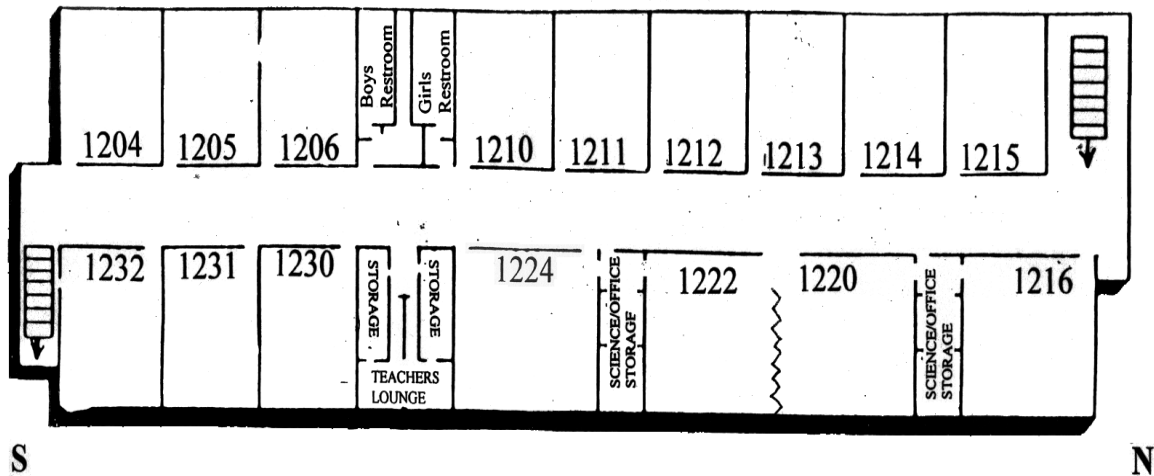 Boys
Restroom
Girls
Restroom
1204
1205
1206
1210
1211
1212
1213
1214
1215
1232
1231
1230
STORAGE
STORAGE
1224
SCIENCE/OFFICE
STORAGE
1222
1220
SCIENCE/OFFICE
STORAGE
1216
TEACHERS
LOUNGE
S
N